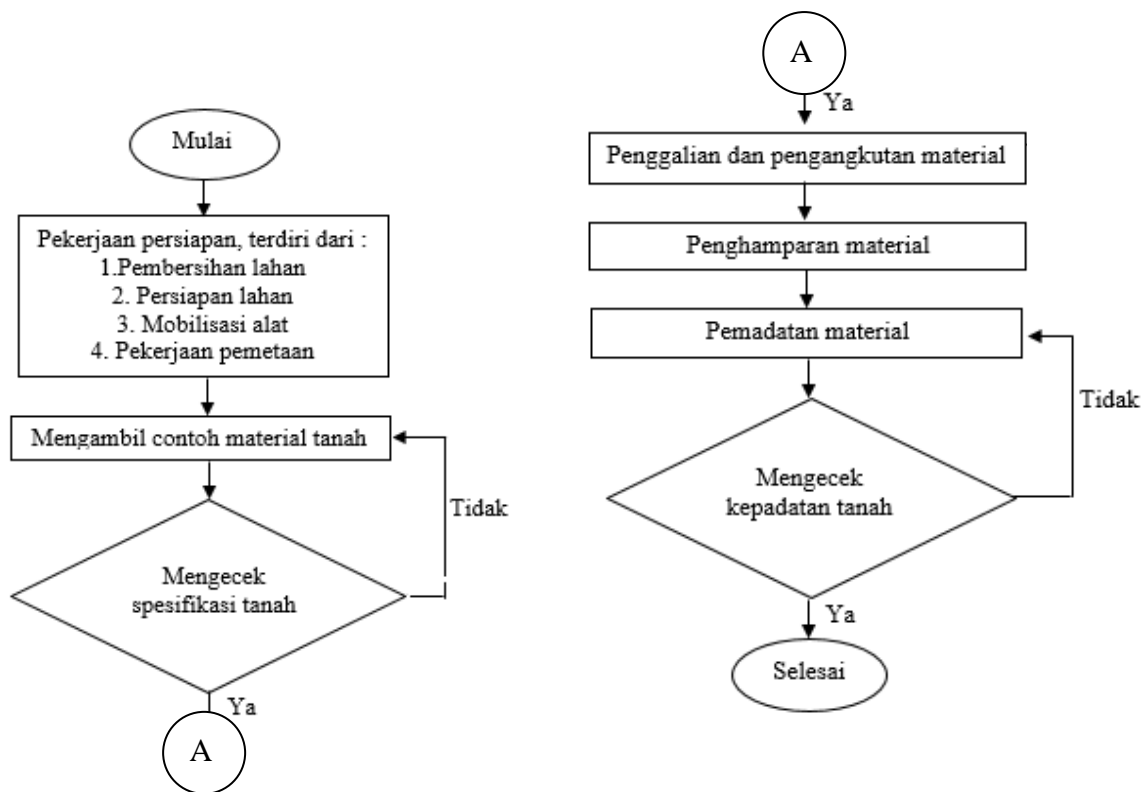 Mulai
Pekerjaan persiapan, terdiri dari :
1.Pembersihan lahan
2. Persiapan lahan
3. Mobilisasi alat
4. Pekerjaan pemetaan
Mengambil contoh material tanah
Tidak
Mengecek
spesifikasi tanah
Ya
A
A
Ya
Penggalian dan pengangkutan material
Penghamparan material
Pemadatan material
Tidak
Mengecek
kepadatan tanah
Ya
Selesai